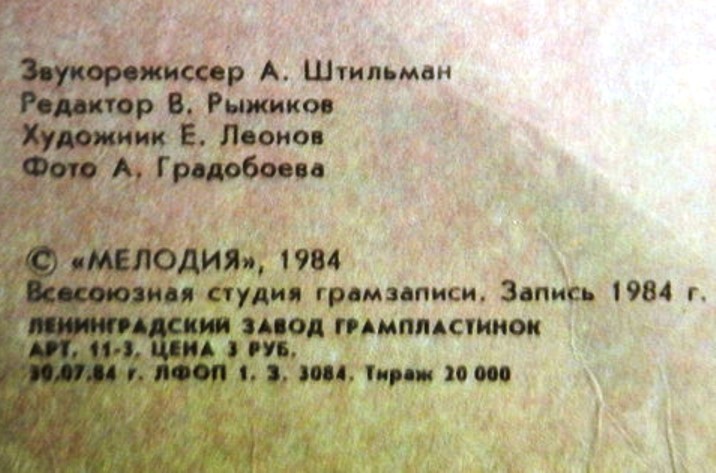 Звукорежиссер А. Штильман
Редактор В. Рыжиков
Художник Е. Леонов
Фото А. Градобоева
© «МЕЛОДИЯ», 1984
Всесоюзная студия грамзаписи. Запись 1984 г.
ЛЕНИНГРАДСКИЙ ЗАВОД ГРАМПЛАСТИНОК
АРТ. 11-3. ЦЕНА 3 РУБ.
30.07.84 г. ЛФОП 1. З. 3084. Тираж 20 000